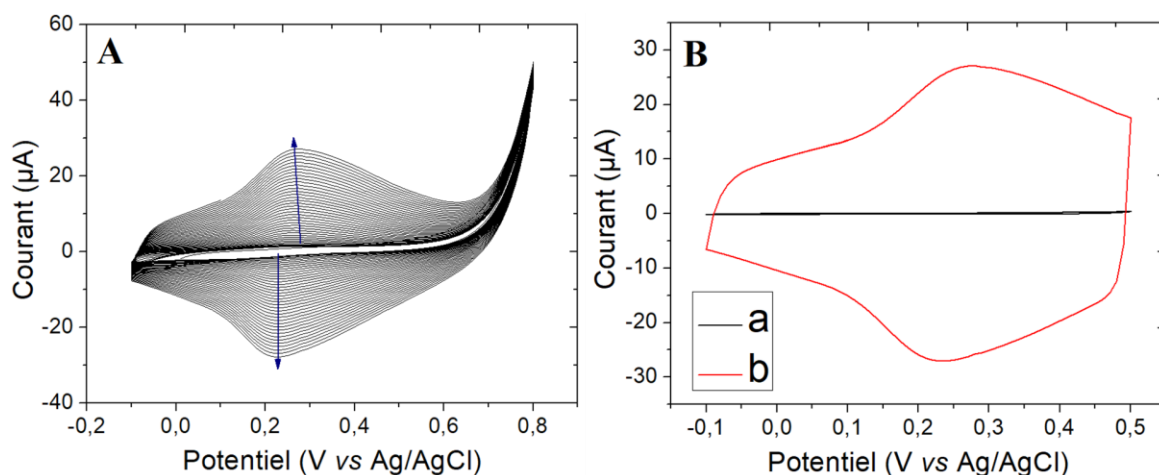 A
60
40
20
0
-20
-40
-0,2 0,0 0,2 0,4 0,6 0,8
Courant (µA)
Potentiel (V vs Ag/AgCl)
B
30
20
10
0
-10
-20
-30
-0,1 0,0 0,1 0,2 0,3 0,4 0,5
Courant (µA)
Potentiel (V vs Ag/AgCl)
a
b